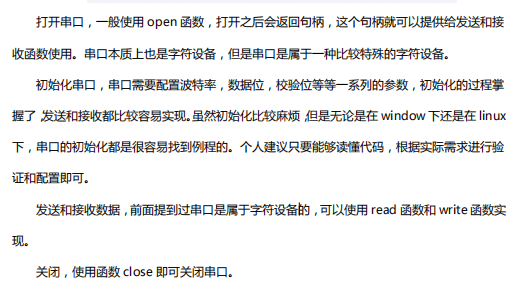 打开串口，一般使用 open 函数，打开之后会返回句柄，这个句柄就可以提供给发送和接
收函数使用。串口本质上也是字符设备，但是串口是属于一种比较特殊的字符设备。
初始化串口，串口需要配置波特率，数据位，校验位等等一系列的参数，初始化的过程掌
握了，发送和接收都比较容易实现。虽然初始化比较麻烦，但是无论是在 window 下还是在 linux
下，串口的初始化都是很容易找到例程的。个人建议只要能够读懂代码，根据实际需求进行验
证和配置即可。
发送和接收数据，前面提到过串口是属于字符设备的，可以使用 read 函数和 write 函数实
现。
关闭，使用函数 close 即可关闭串口。